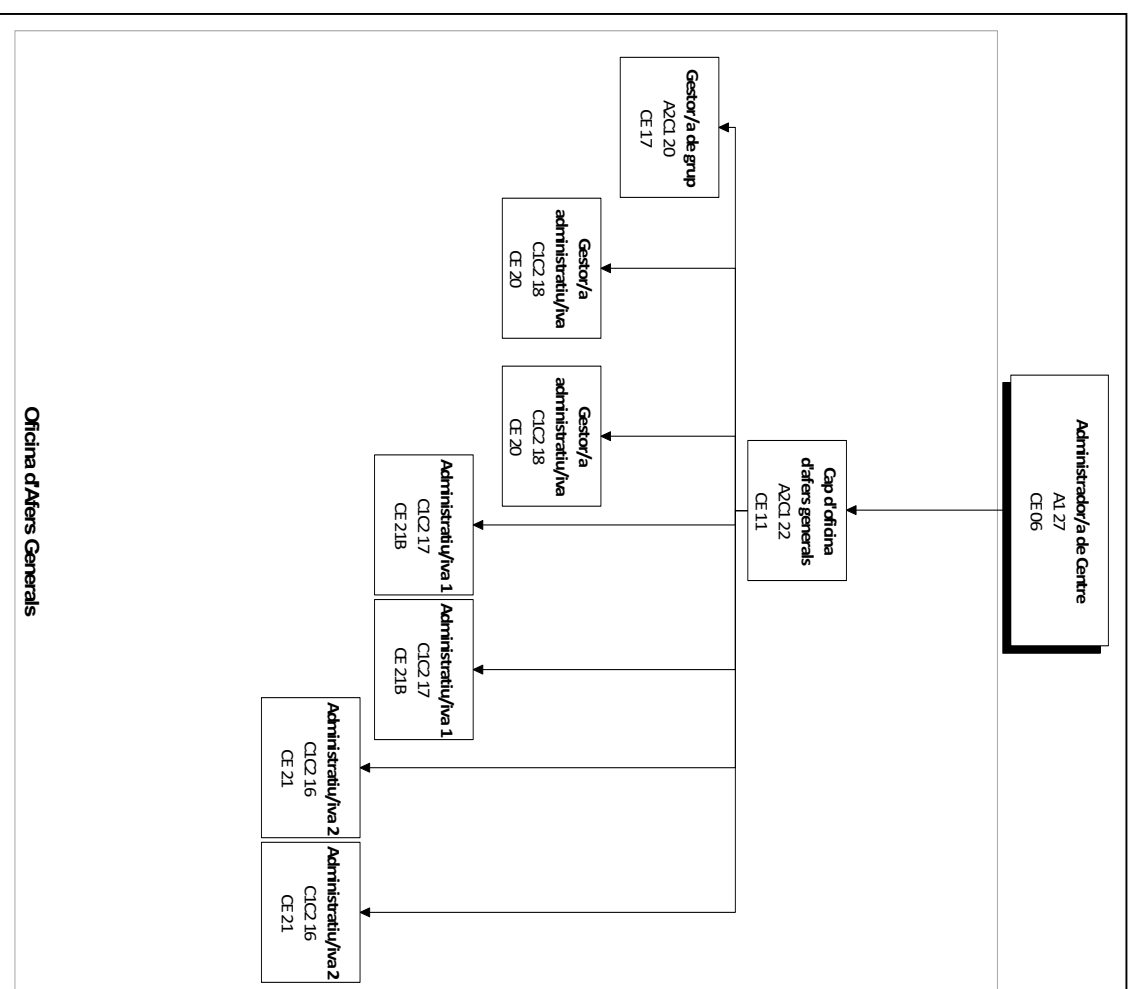 Administrador/a de Centre
A1 27
CE 06
Cap d'oficina
d'afers generals
A2C1 22
CE 11
Gestor/a de grup
A2C1 20
CE 17
Gestor/a
administratiu/iva
C1C2 18
CE 20
Gestor/a
administratiu/iva
C1C2 18
CE 20
Administratiu/iva 1
C1C2 17
CE 21B
Administratiu/iva 1
C1C2 17
CE 21B
Administratiu/iva 2
C1C2 16
CE 21
Administratiu/iva 2
C1C2 16
CE 21
Oficina d'Afers Generals